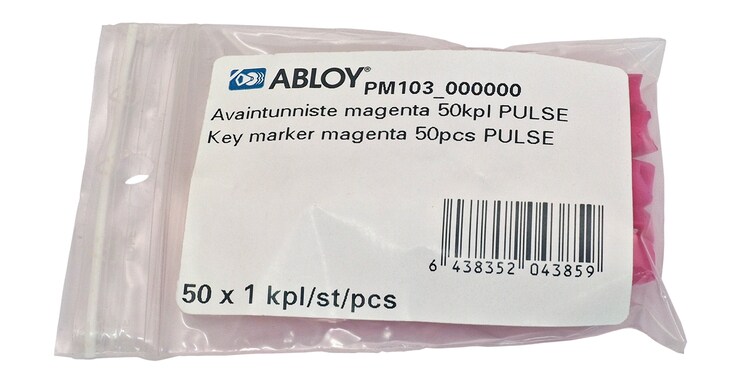 ABLOY® PM103_000000
Avaintunniste magenta 50kpl PULSE
Key marker magenta 50pcs PULSE
6 438352 043859
50 x 1 kpl/st/pcs